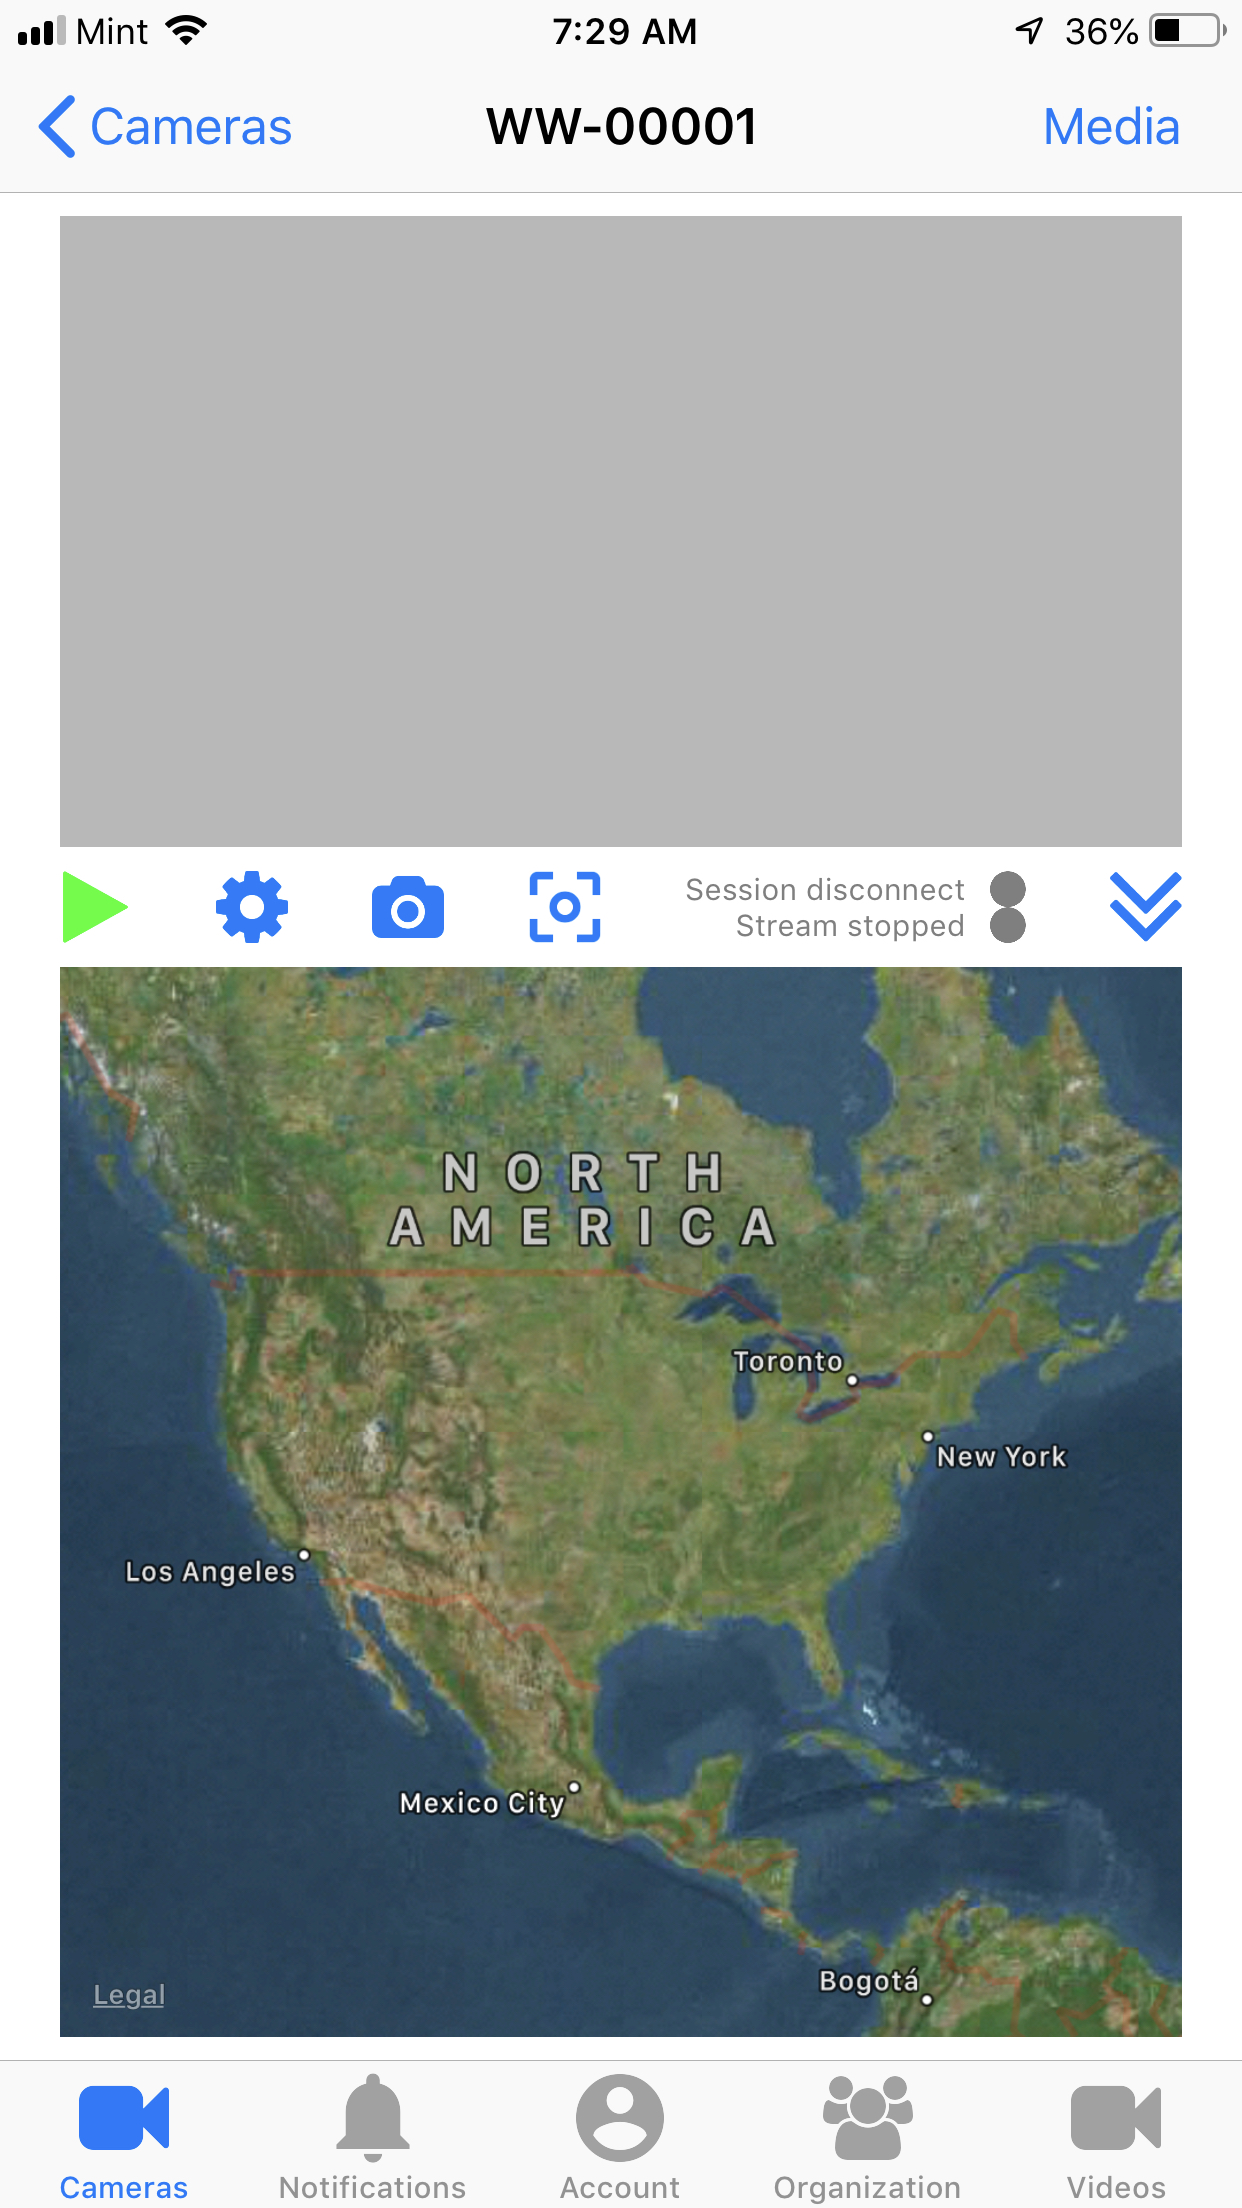 Mint
7:29 AM
36%
Cameras
WW-00001
Media
Session disconnect
Stream stopped
NORTH
AMERICA
Toronto
New York
Los Angeles
Mexico City
Bogotá
Legal
Cameras
Notifications
Account
Organization
Videos